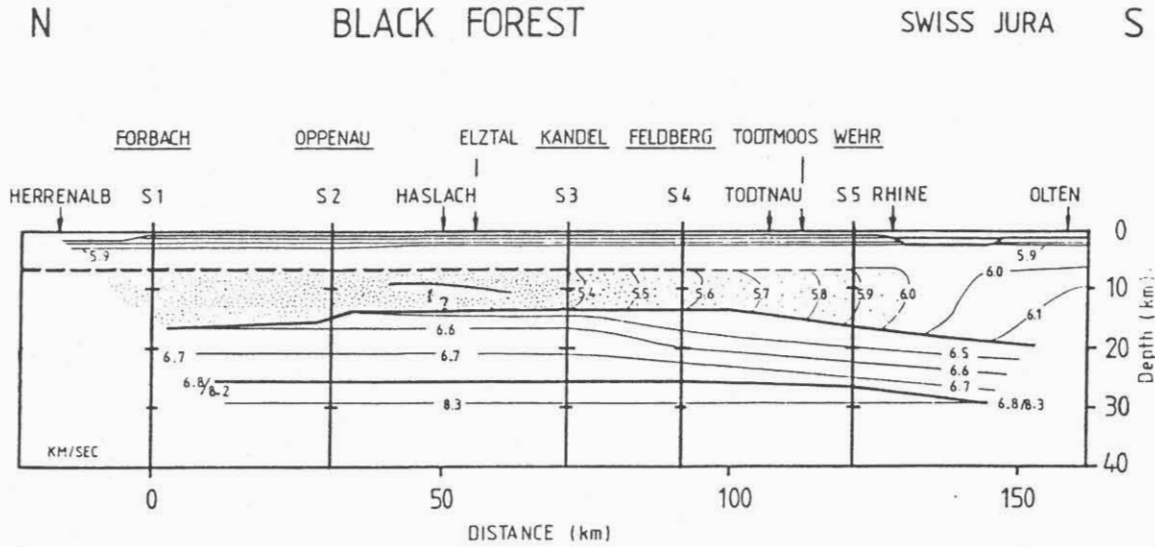 N BLACK FOREST SWISS JURA S
FORBACH OPPENAU ELZTAL KANDEL FELDBERG TODTMOOS WEHR
HERRENALB S1 S2 HASLACH S3 S4 TODTNAU S5 RHINE OLTEN
0
5.9 5.9
6.0
5.4 5.5 5.6 5.7 5.8 5.9 6.0 10
? 6.1
6.6
6.7 6.7 6.5 20
6.6
6.8/8.2 6.7
8.3 6.8/8.3 30
KM/SEC
40
Depth (km)
0 50 100 150
DISTANCE (km)